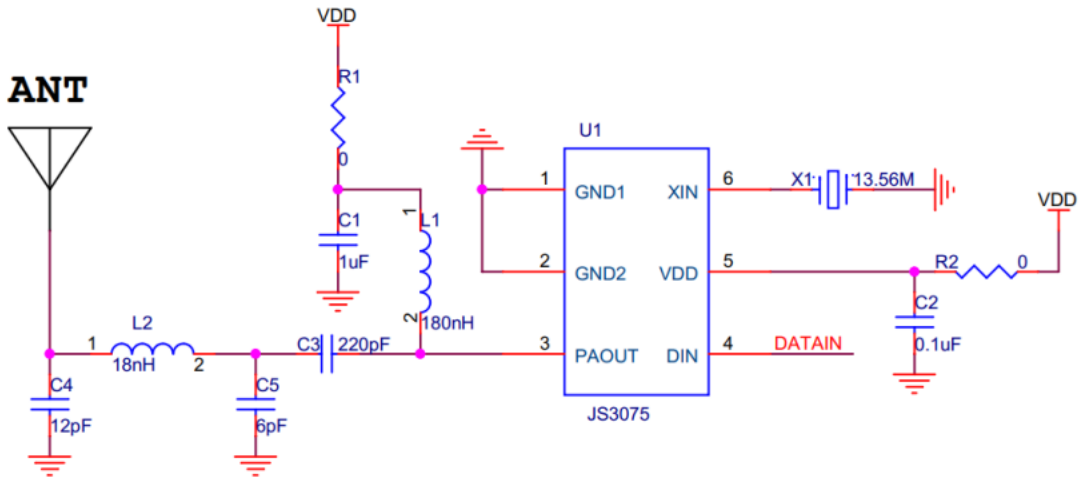 VDD
R1
0
ANT
U1
C1
1uF
1
L1
2
180nH
1
GND1
2
GND2
3
PAOUT
XIN
6
VDD
5
DIN
4
JS3075
X1
13.56M
VDD
R2
0
C2
0.1uF
DATAIN
L2
1
18nH
2
C3
220pF
C4
12pF
C5
6pF